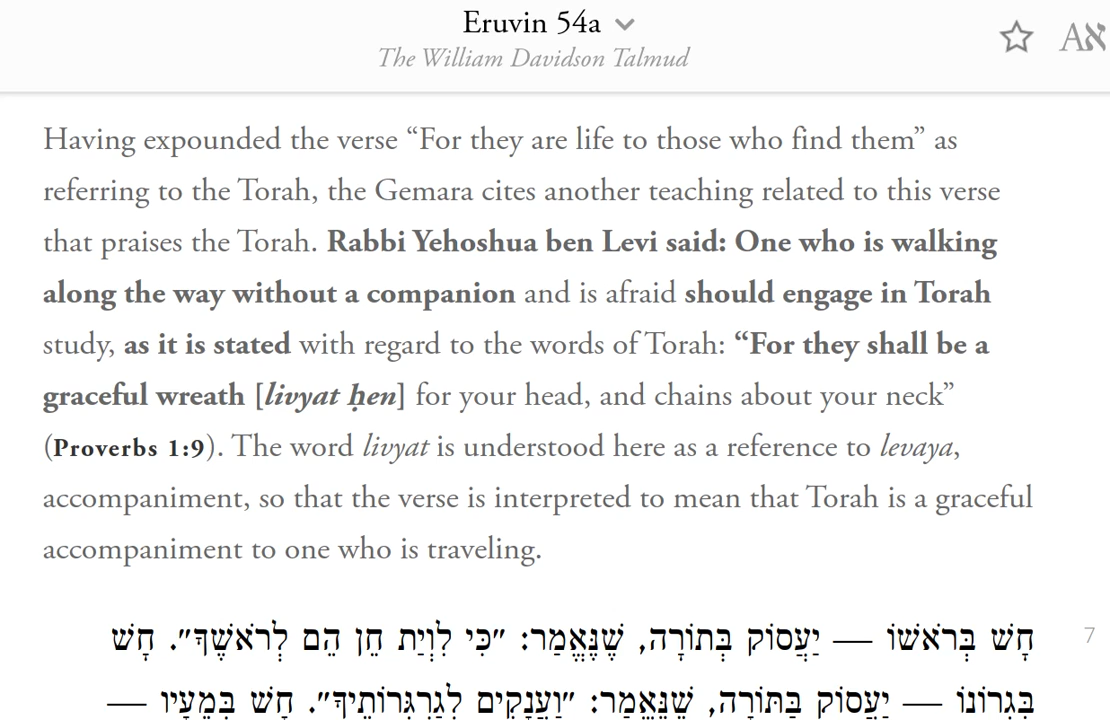 Eruvin 54a
The William Davidson Talmud
Aא
Having expounded the verse “For they are life to those who find them” as
referring to the Torah, the Gemara cites another teaching related to this verse
that praises the Torah. Rabbi Yehoshua ben Levi said: One who is walking
along the way without a companion and is afraid should engage in Torah
study, as it is stated with regard to the words of Torah: “For they shall be a
graceful wreath [livyat ḥen] for your head, and chains about your neck”
(Proverbs 1:9). The word livyat is understood here as a reference to levaya,
accompaniment, so that the verse is interpreted to mean that Torah is a graceful
accompaniment to one who is traveling.
7
חָשׁ בְּרֹאשׁוֹ — יַעֲסוֹק בְּתוֹרָה, שֶׁנֶּאֱמַר: ״כִּי לִוְיַת חֵן הֵם לְרֹאשֶׁךָ״. חָשׁ
בִּגְרוֹנוֹ — יַעֲסוֹק בַּתּוֹרָה, שֶׁנֶּאֱמַר: ״וַעֲנָקִים לְגַרְגְּרוֹתֶיךָ״. חָשׁ בְּמֵעָיו —